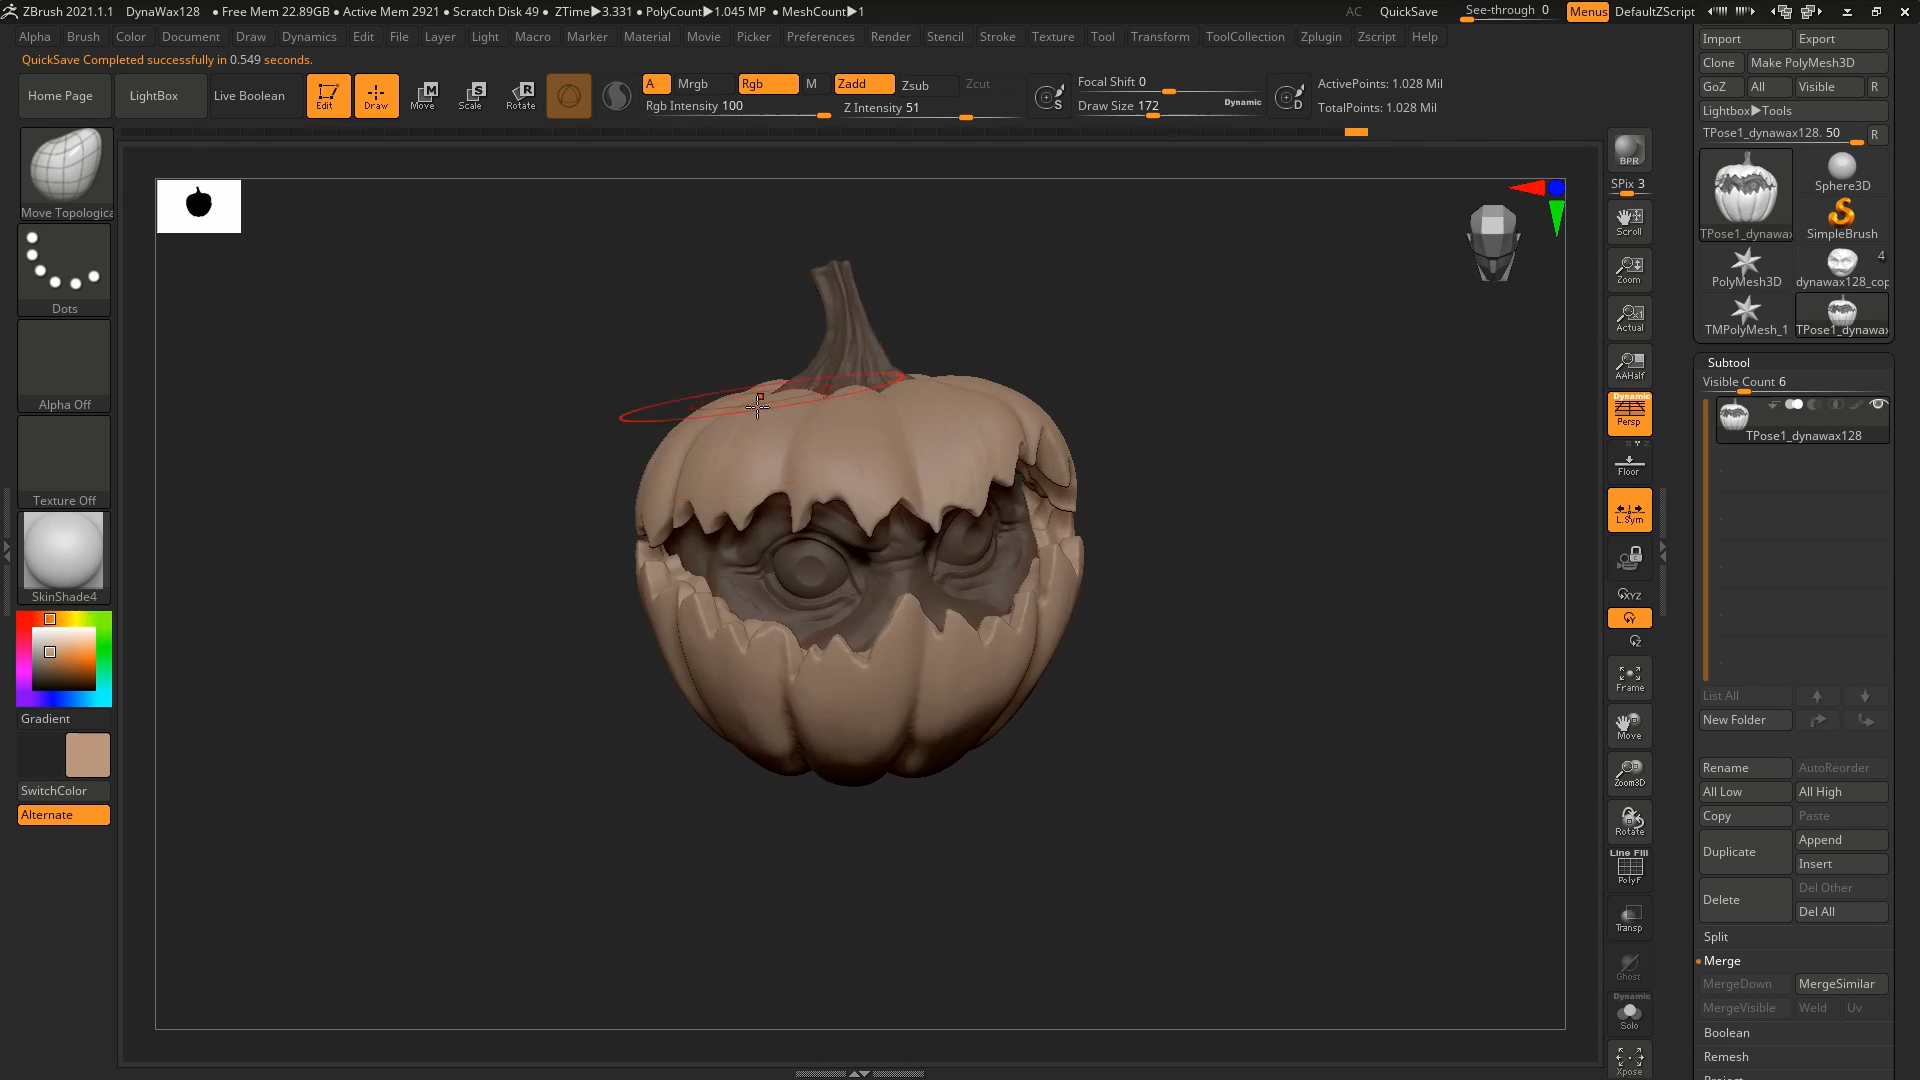 ZBrush 2021.1.1 DynaWax128 • Free Mem 22.89GB • Active Mem 2921 • Scratch Disk 49 • ZTime▶3.331 • PolyCount▶1.045 MP • MeshCount▶1 AC QuickSave See-through 0 Menus DefaultZScript
Alpha Brush Color Document Draw Dynamics Edit File Layer Light Macro Marker Material Movie Picker Preferences Render Stencil Stroke Texture Tool Transform ToolCollection Zplugin Zscript Help
QuickSave Completed successfully in 0.549 seconds.
Home Page LightBox Live Boolean Edit Draw Move Scale Rotate
M S R
A Mrgb Rgb M Zadd Zsub Zcut
Rgb Intensity 100 Z Intensity 51
S Focal Shift 0
Draw Size 172 Dynamic
D ActivePoints: 1.028 Mil
TotalPoints: 1.028 Mil
Move Topologica
Dots
Alpha Off
Texture Off
SkinShade4
Gradient
SwitchColor
Alternate
BPR
SPix 3
Scroll
Zoom
Actual
AAHalf
Dynamic
Persp
Floor
L.Sym
XYZ
Y
Z
Frame
Move
Zoom3D
Rotate
Line Fill
PolyF
Transp
Ghost
Dynamic
Solo
Xpose
Import Export
Clone Make PolyMesh3D
GoZ All Visible R
Lightbox▶Tools
TPose1_dynawax128. 50 R
TPose1_dynawax
Sphere3D
SimpleBrush
PolyMesh3D
4
dynawax128_cop
TMPolyMesh_1
TPose1_dynawax
Subtool
Visible Count 6
TPose1_dynawax128
List All
New Folder
Rename AutoReorder
All Low All High
Copy Paste
Duplicate Append
Insert
Delete Del Other
Del All
Split
Merge
MergeDown MergeSimilar
MergeVisible Weld Uv
Boolean
Remesh